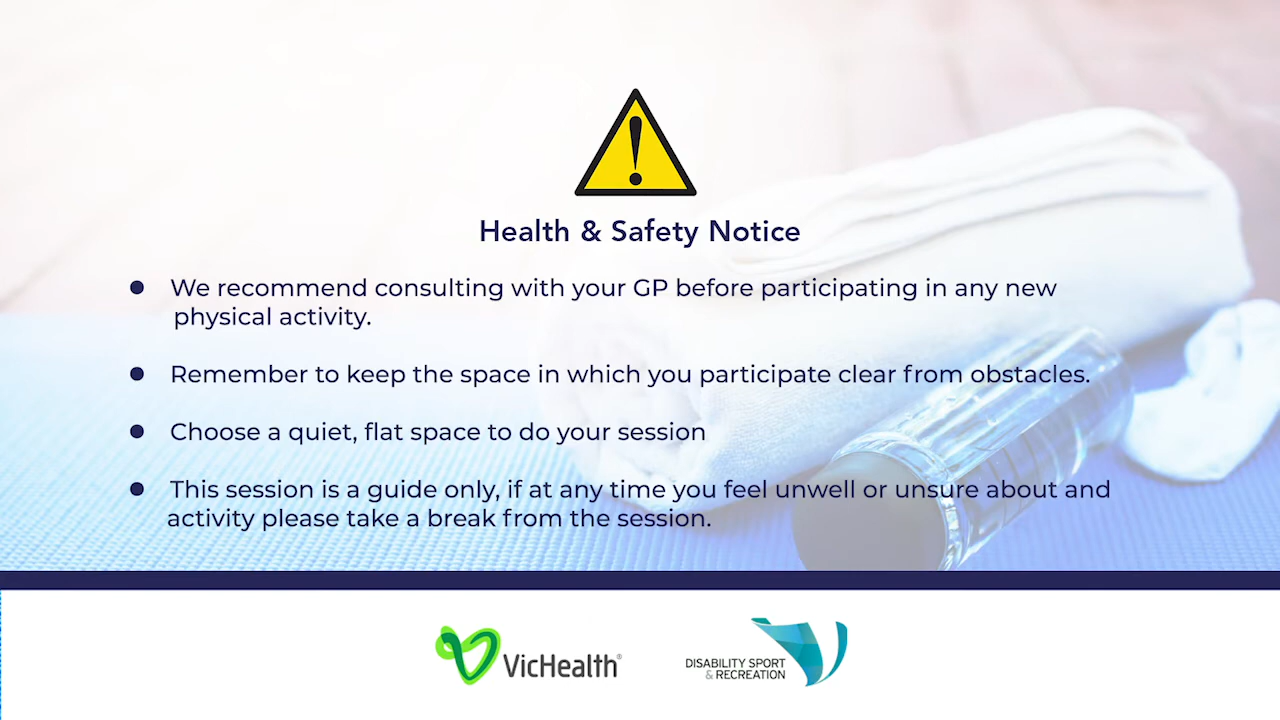 Health & Safety Notice
● We recommend consulting with your GP before participating in any new
physical activity.
● Remember to keep the space in which you participate clear from obstacles.
● Choose a quiet, flat space to do your session
● This session is a guide only, if at any time you feel unwell or unsure about and
activity please take a break from the session.
VicHealth®
DISABILITY SPORT
& RECREATION